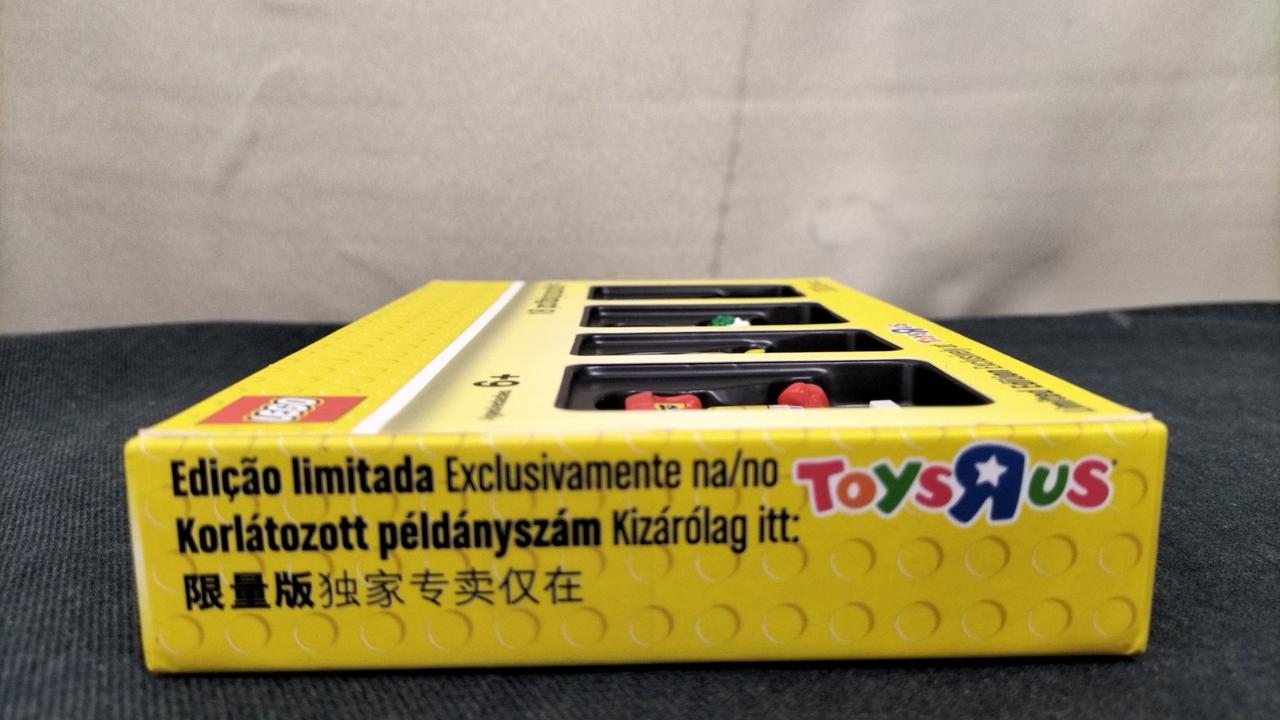 LEGO
6+
Edição limitada Exclusivamente na/no TOYSЯUS
Korlátozott példányszám Kizárólag itt:
限量版独家专卖仅在